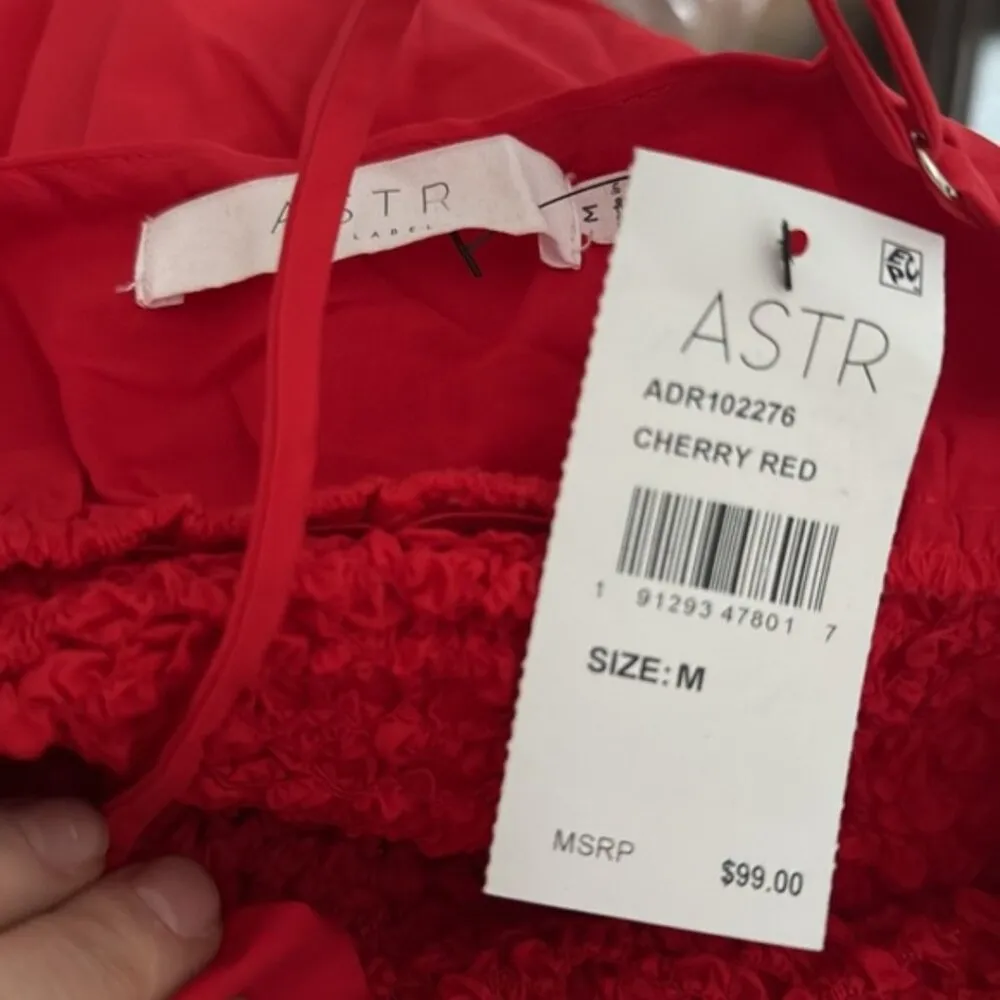 ASTR
LABEL
M
ASTR
ADR102276
CHERRY RED
1 91293 47801 7
SIZE: M
MSRP
$99.00